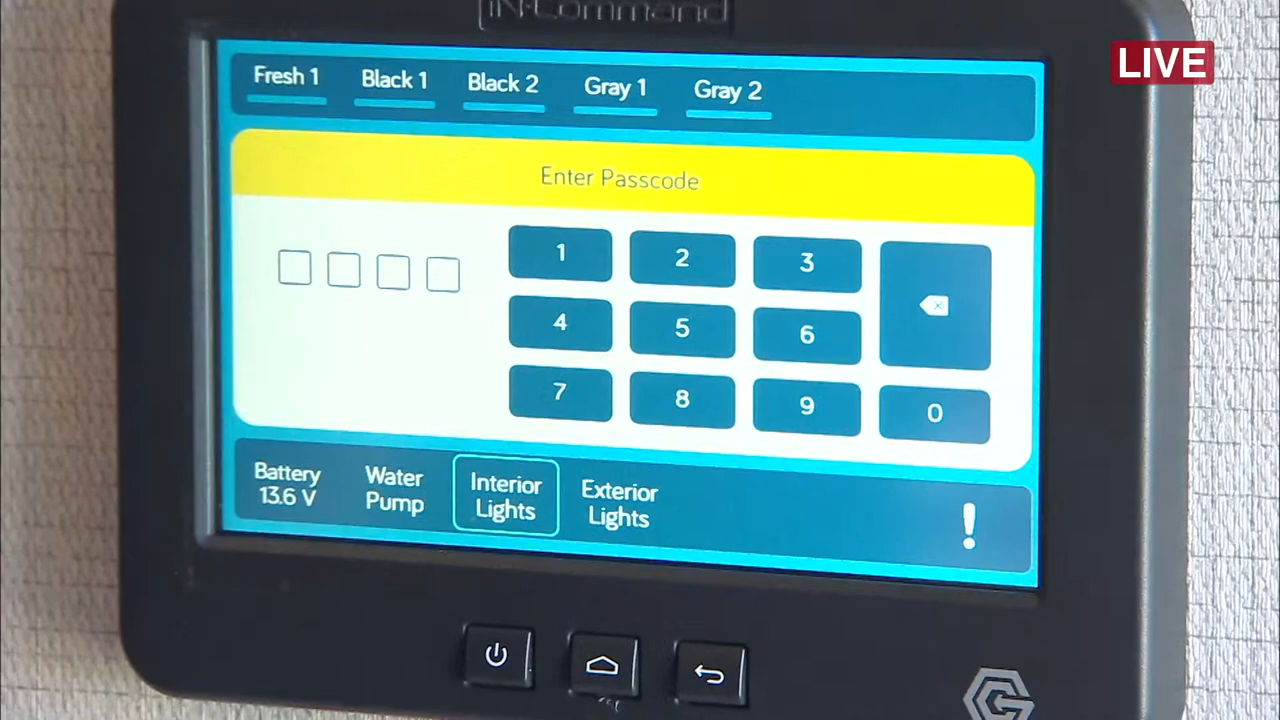 iN·Command
LIVE
Fresh 1
Black 1
Black 2
Gray 1
Gray 2
Enter Passcode
1
2
3
4
5
6
7
8
9
0
Battery
13.6 V
Water
Pump
Interior
Lights
Exterior
Lights
!